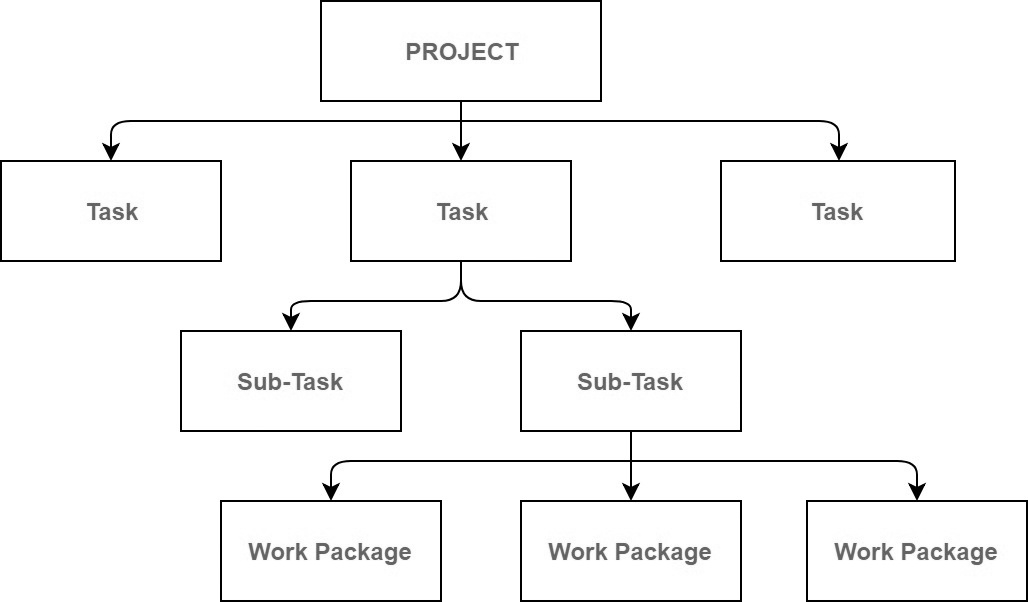 PROJECT
Task
Task
Task
Sub-Task
Sub-Task
Work Package
Work Package
Work Package